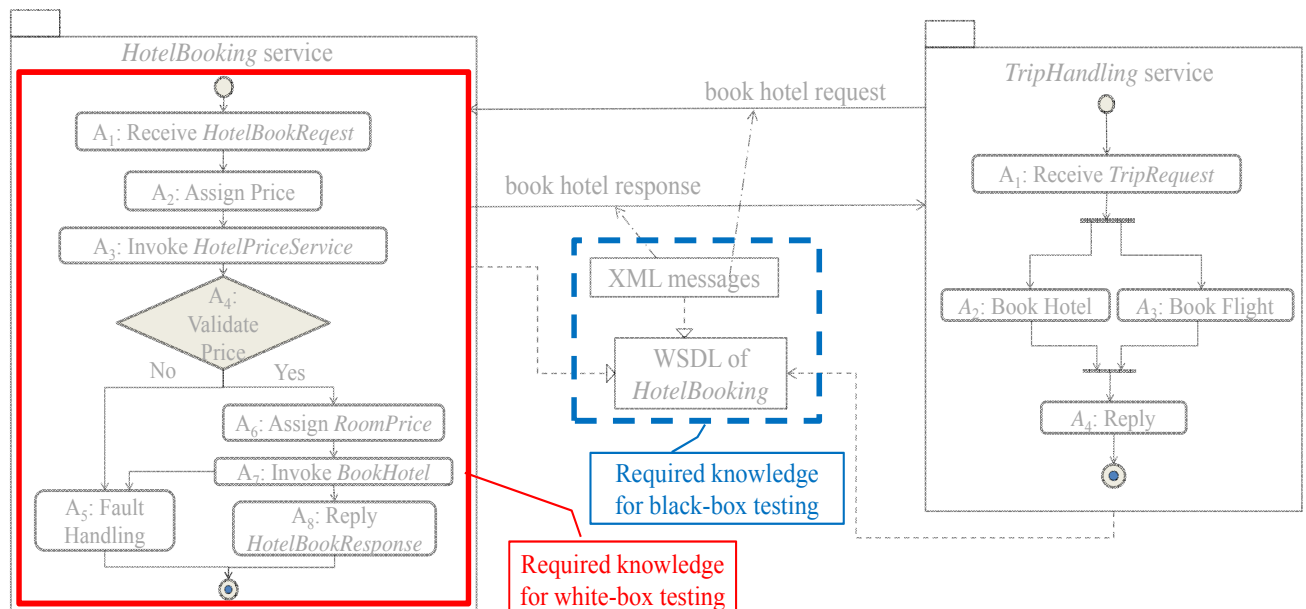 HotelBooking service
A1: Receive HotelBookReqest
A2: Assign Price
A3: Invoke HotelPriceService
A4:
Validate
Price
No
Yes
A6: Assign RoomPrice
A7: Invoke BookHotel
A5: Fault
Handling
A8: Reply
HotelBookResponse
book hotel request
book hotel response
XML messages
WSDL of
HotelBooking
Required knowledge
for black-box testing
Required knowledge
for white-box testing
TripHandling service
A1: Receive TripRequest
A2: Book Hotel
A3: Book Flight
A4: Reply